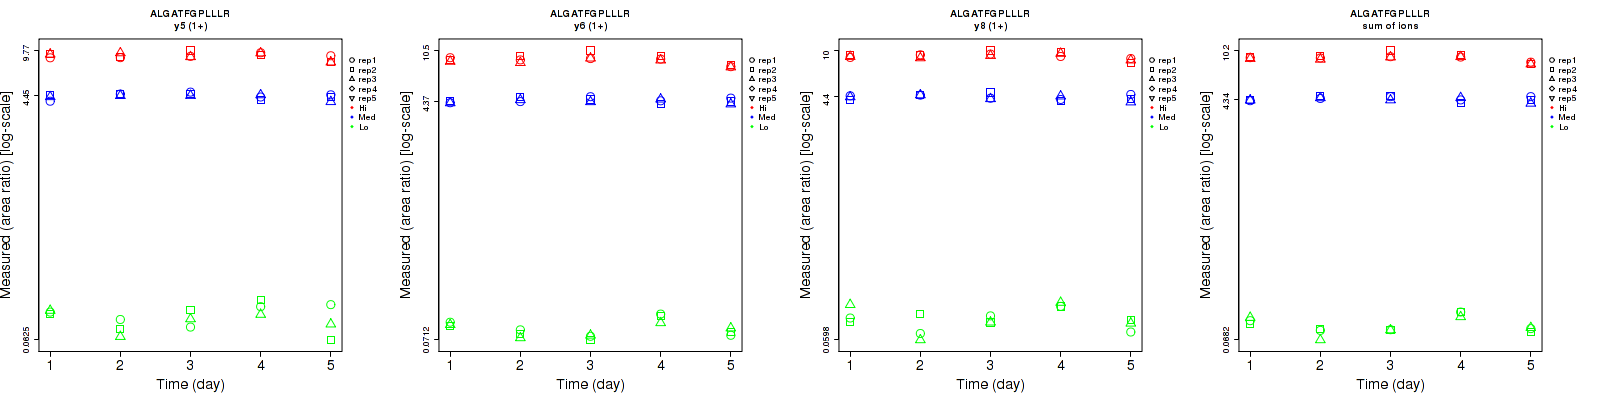 ALGATFGPLLLR
y5 (1+)
Measured (area ratio) [log-scale]
9.77
4.45
0.0625
1 2 3 4 5
Time (day)
rep1
rep2
rep3
rep4
rep5
Hi
Med
Lo
ALGATFGPLLLR
y6 (1+)
Measured (area ratio) [log-scale]
10.5
4.37
0.0712
1 2 3 4 5
Time (day)
rep1
rep2
rep3
rep4
rep5
Hi
Med
Lo
ALGATFGPLLLR
y8 (1+)
Measured (area ratio) [log-scale]
10
4.4
0.0598
1 2 3 4 5
Time (day)
rep1
rep2
rep3
rep4
rep5
Hi
Med
Lo
ALGATFGPLLLR
sum of ions
Measured (area ratio) [log-scale]
10.2
4.34
0.0682
1 2 3 4 5
Time (day)
rep1
rep2
rep3
rep4
rep5
Hi
Med
Lo